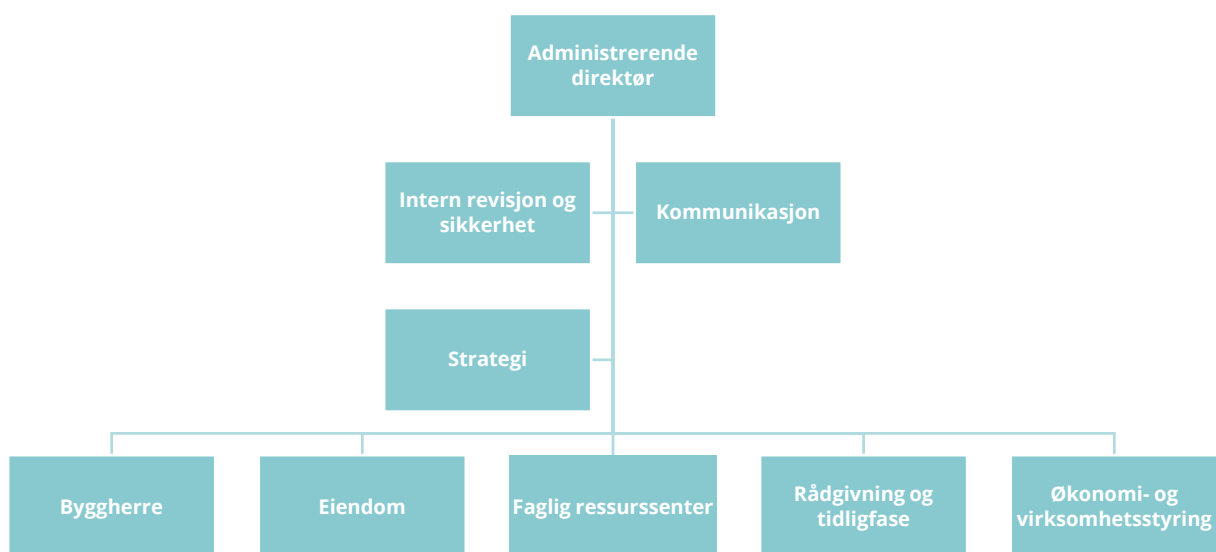 Administrerende
direktør
Intern revisjon og
sikkerhet
Kommunikasjon
Strategi
Byggherre
Eiendom
Faglig ressurssenter
Rådgivning og
tidligfase
Økonomi- og
virksomhetsstyring